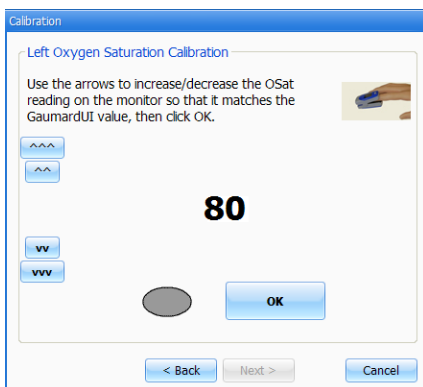 Calibration
Left Oxygen Saturation Calibration
Use the arrows to increase/decrease the OSat
reading on the monitor so that it matches the
GaumardUI value, then click OK.
^^^
^^
80
vv
vvv
OK
< Back Next > Cancel